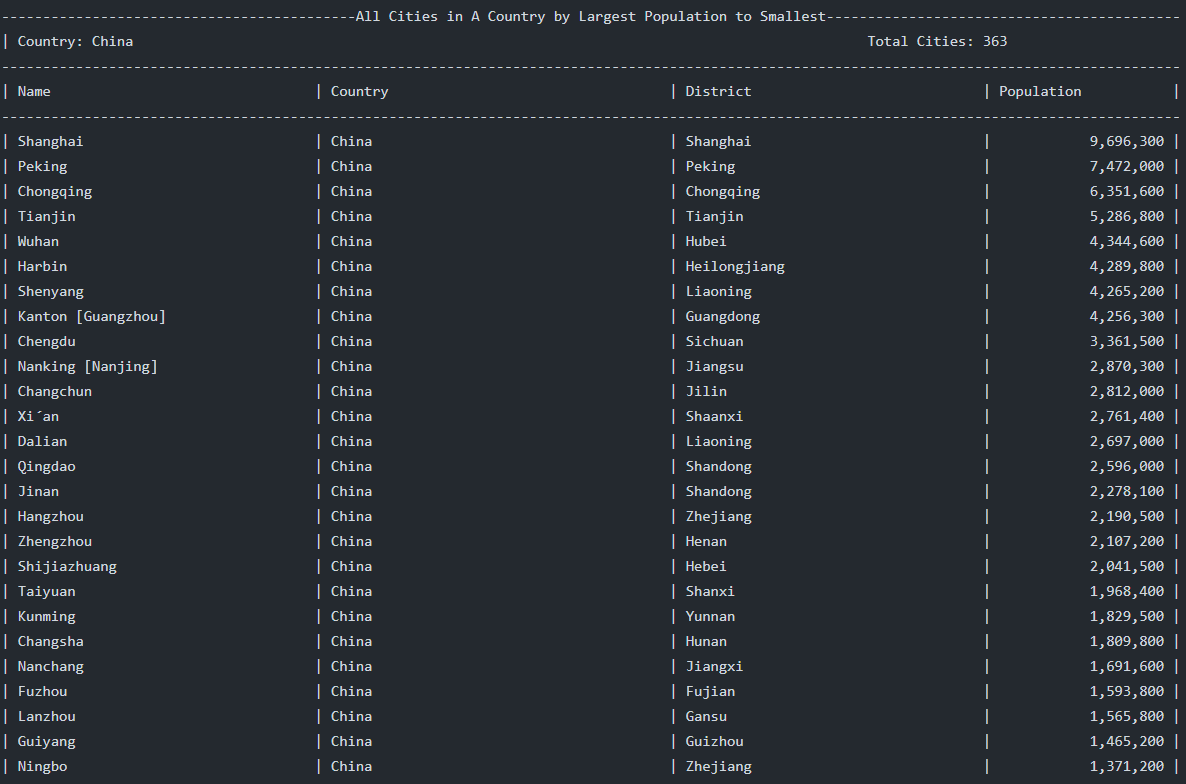 -------------------------------------------All Cities in A Country by Largest Population to Smallest-------------------------------------------
| Country: China Total Cities: 363
-----------------------------------------------------------------------------------------------------------------------------------------------
| Name | Country | District | Population |
-----------------------------------------------------------------------------------------------------------------------------------------------
| Shanghai | China | Shanghai | 9,696,300 |
| Peking | China | Peking | 7,472,000 |
| Chongqing | China | Chongqing | 6,351,600 |
| Tianjin | China | Tianjin | 5,286,800 |
| Wuhan | China | Hubei | 4,344,600 |
| Harbin | China | Heilongjiang | 4,289,800 |
| Shenyang | China | Liaoning | 4,265,200 |
| Kanton [Guangzhou] | China | Guangdong | 4,256,300 |
| Chengdu | China | Sichuan | 3,361,500 |
| Nanking [Nanjing] | China | Jiangsu | 2,870,300 |
| Changchun | China | Jilin | 2,812,000 |
| Xi´an | China | Shaanxi | 2,761,400 |
| Dalian | China | Liaoning | 2,697,000 |
| Qingdao | China | Shandong | 2,596,000 |
| Jinan | China | Shandong | 2,278,100 |
| Hangzhou | China | Zhejiang | 2,190,500 |
| Zhengzhou | China | Henan | 2,107,200 |
| Shijiazhuang | China | Hebei | 2,041,500 |
| Taiyuan | China | Shanxi | 1,968,400 |
| Kunming | China | Yunnan | 1,829,500 |
| Changsha | China | Hunan | 1,809,800 |
| Nanchang | China | Jiangxi | 1,691,600 |
| Fuzhou | China | Fujian | 1,593,800 |
| Lanzhou | China | Gansu | 1,565,800 |
| Guiyang | China | Guizhou | 1,465,200 |
| Ningbo | China | Zhejiang | 1,371,200 |